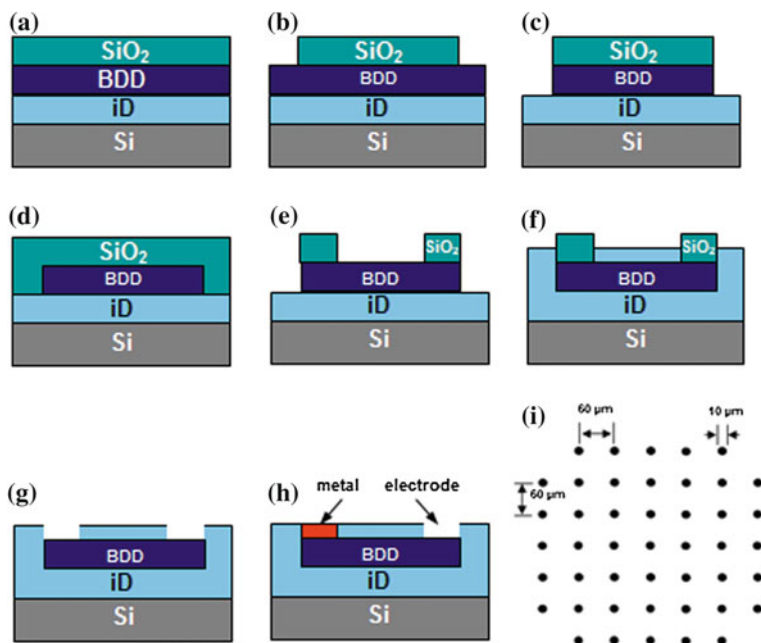 (a)
SiO2
BDD
iD
Si
(b)
SiO2
BDD
iD
Si
(c)
SiO2
BDD
iD
Si
(d)
SiO2
BDD
iD
Si
(e)
SiO2
BDD
iD
Si
(f)
SiO2
BDD
iD
Si
(g)
BDD
iD
Si
(h)
metal electrode
BDD
iD
Si
(i)
60 µm 10 µm
60 µm